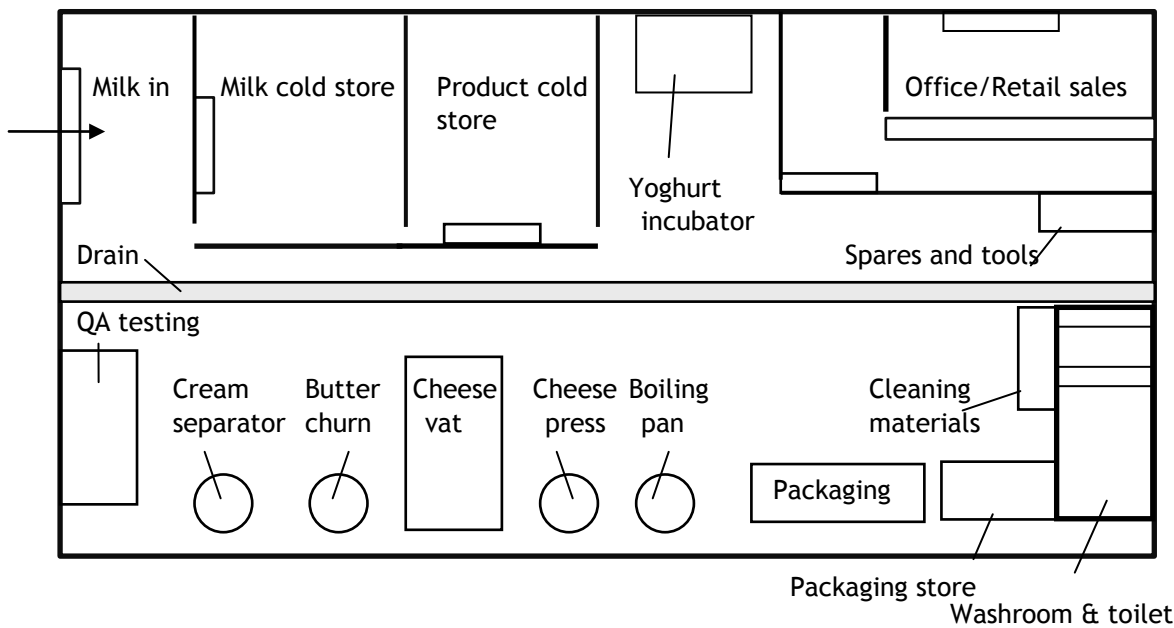 Milk in
Milk cold store
Product cold
store
Office/Retail sales
Yoghurt
incubator
Drain
Spares and tools
QA testing
Cream
separator
Butter
churn
Cheese
vat
Cheese
press
Boiling
pan
Cleaning
materials
Packaging
Packaging store
Washroom & toilet